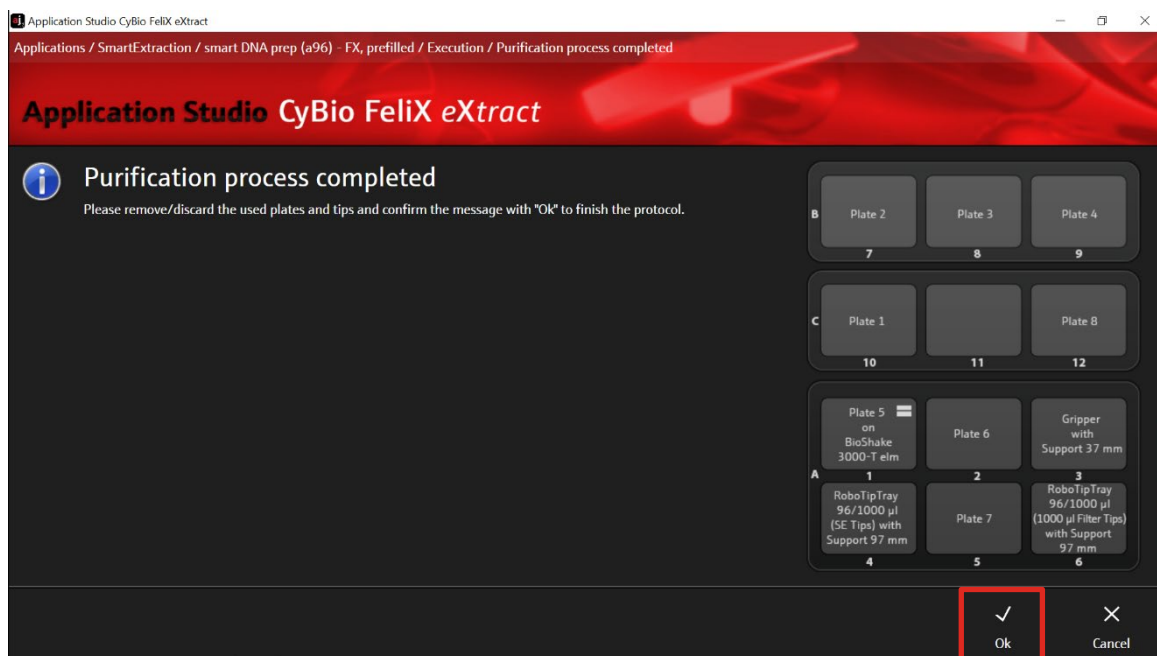 Application Studio CyBio FeliX eXtract
Applications / SmartExtraction / smart DNA prep (a96) - FX, prefilled / Execution / Purification process completed
Application Studio CyBio FeliX eXtract
Purification process completed
Please remove/discard the used plates and tips and confirm the message with "Ok" to finish the protocol.
B
Plate 2
Plate 3
Plate 4
7
8
9
C
Plate 1
Plate 8
10
11
12
A
Plate 5
on
BioShake
3000-T elm
Plate 6
Gripper
with
Support 37 mm
1
2
3
RoboTipTray
96/1000 µl
(SE Tips) with
Support 97 mm
Plate 7
RoboTipTray
96/1000 µl
(1000 µl Filter Tips)
with Support
97 mm
4
5
6
Ok
Cancel